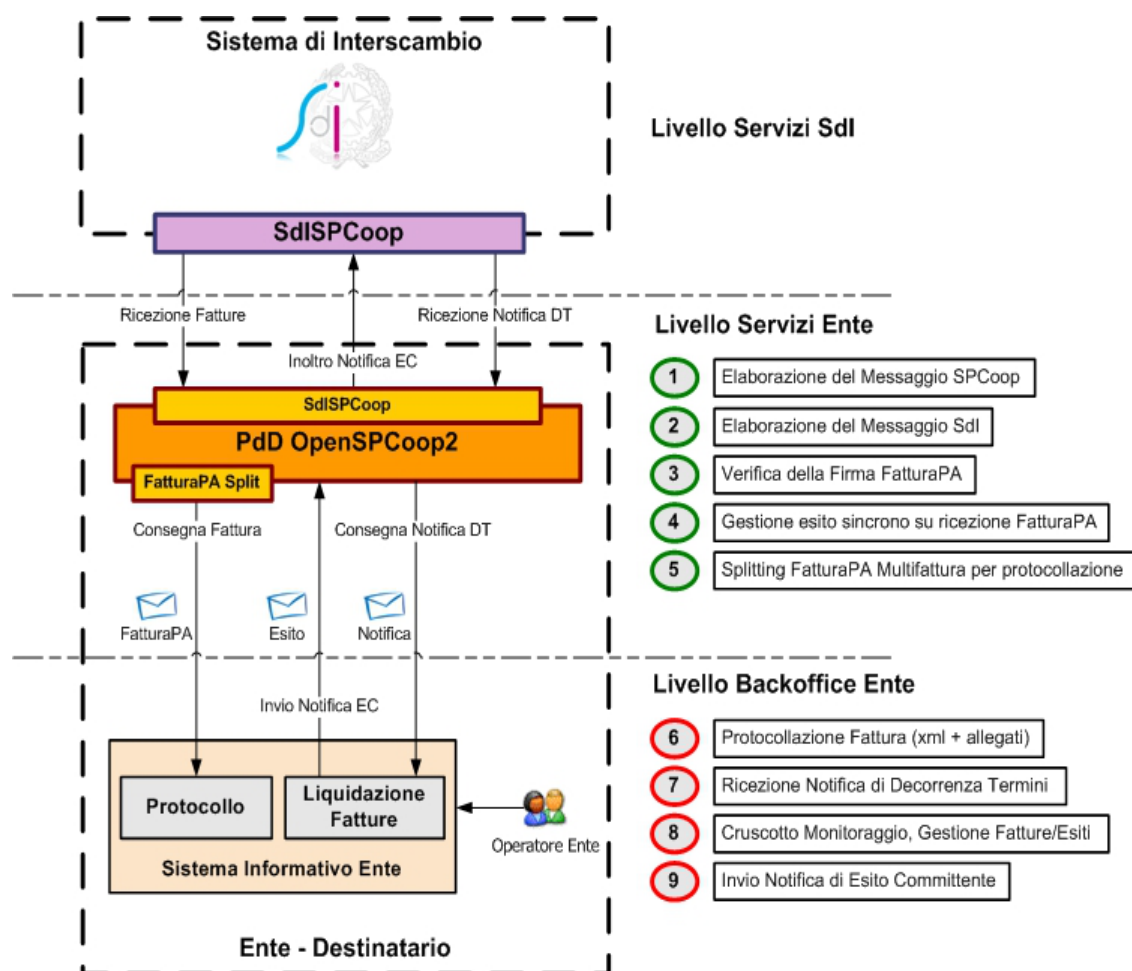 Sistema di Interscambio
Sdi
Livello Servizi SdI
SdISPCoop
Ricezione Fatture
Ricezione Notifica DT
Inoltro Notifica EC
Livello Servizi Ente
SdISPCoop
PdD OpenSPCoop2
FatturaPA Split
1 Elaborazione del Messaggio SPCoop
2 Elaborazione del Messaggio SdI
3 Verifica della Firma FatturaPA
4 Gestione esito sincrono su ricezione FatturaPA
5 Splitting FatturaPA Multifattura per protocollazione
Consegna Fattura
Consegna Notifica DT
FatturaPA
Esito
Notifica
Invio Notifica EC
Livello Backoffice Ente
6 Protocollazione Fattura (xml + allegati)
7 Ricezione Notifica di Decorrenza Termini
8 Cruscotto Monitoraggio, Gestione Fatture/Esiti
9 Invio Notifica di Esito Committente
Protocollo
Liquidazione
Fatture
Operatore Ente
Sistema Informativo Ente
Ente - Destinatario